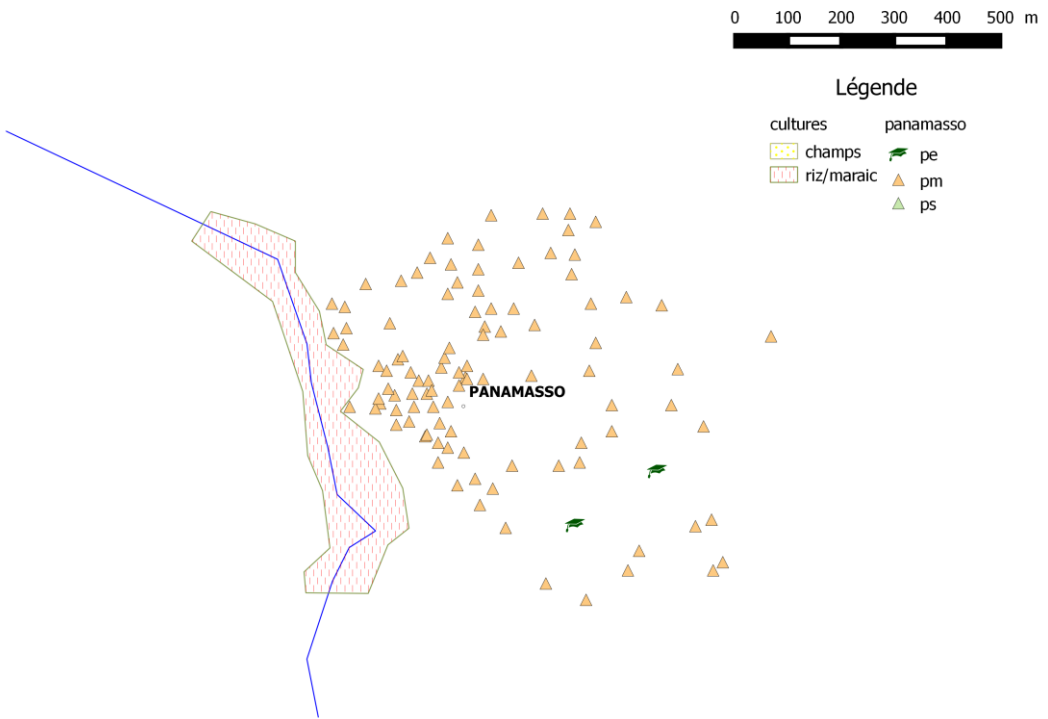 0 100 200 300 400 500 m
Légende
cultures panamasso
champs pe
riz/maraic pm
ps
PANAMASSO